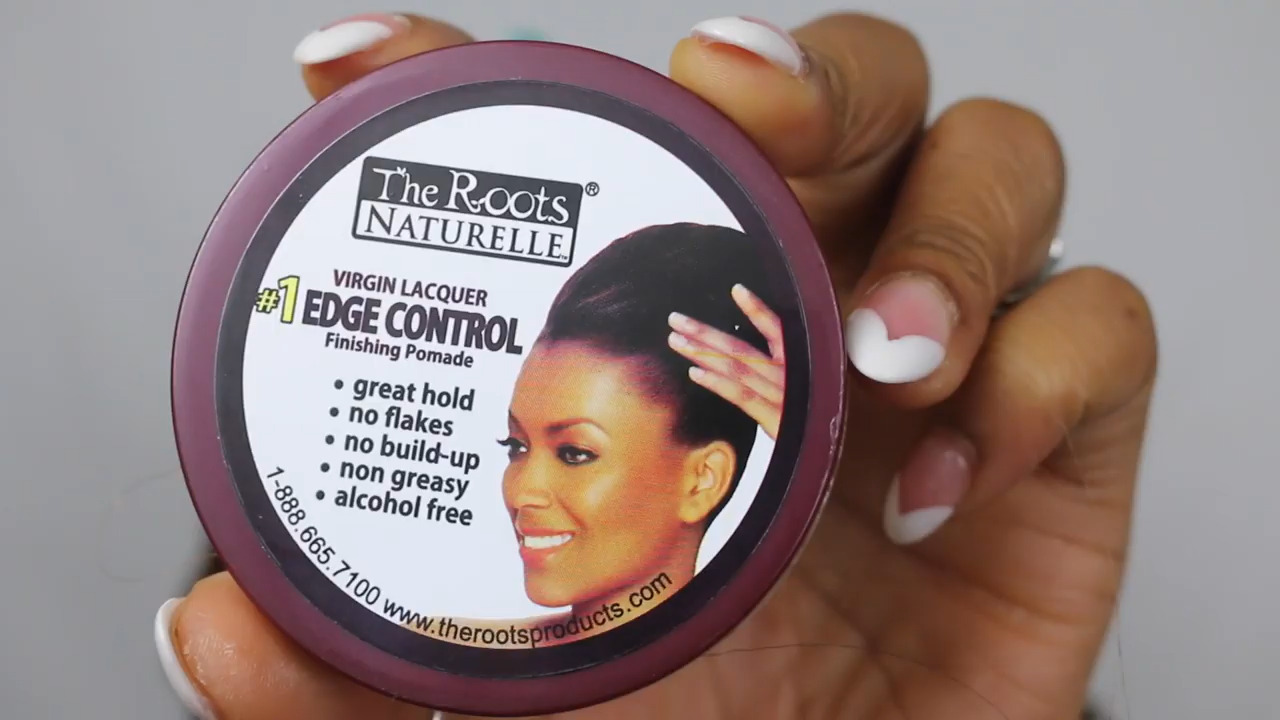 The Roots®
NATURELLE™
VIRGIN LACQUER
#1 EDGE CONTROL
Finishing Pomade
• great hold
• no flakes
• no build-up
• non greasy
• alcohol free
1-888.665.7100 www.therootsproducts.com